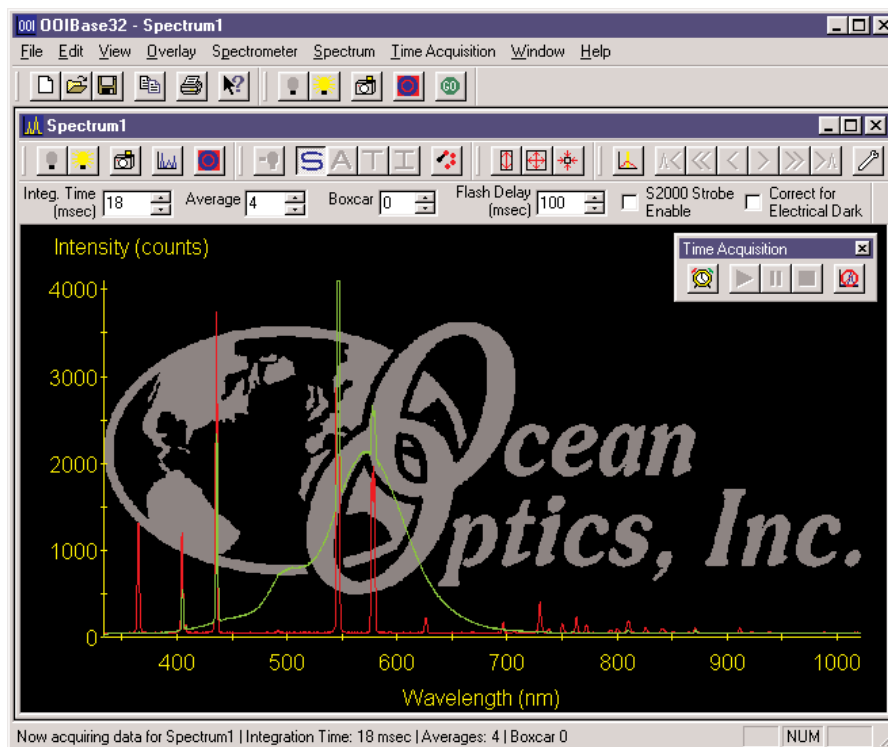 OOI OOIBase32 - Spectrum1
File Edit View Overlay Spectrometer Spectrum Time Acquisition Window Help
GO
Spectrum1
S A T I
Integ. Time (msec) 18 Average 4 Boxcar 0 Flash Delay (msec) 100 S2000 Strobe Enable Correct for Electrical Dark
Intensity (counts)
Time Acquisition
4000
3000
2000
1000
0
Ocean
Optics, Inc.
400 500 600 700 800 900 1000
Wavelength (nm)
Now acquiring data for Spectrum1 | Integration Time: 18 msec | Averages: 4 | Boxcar 0 NUM